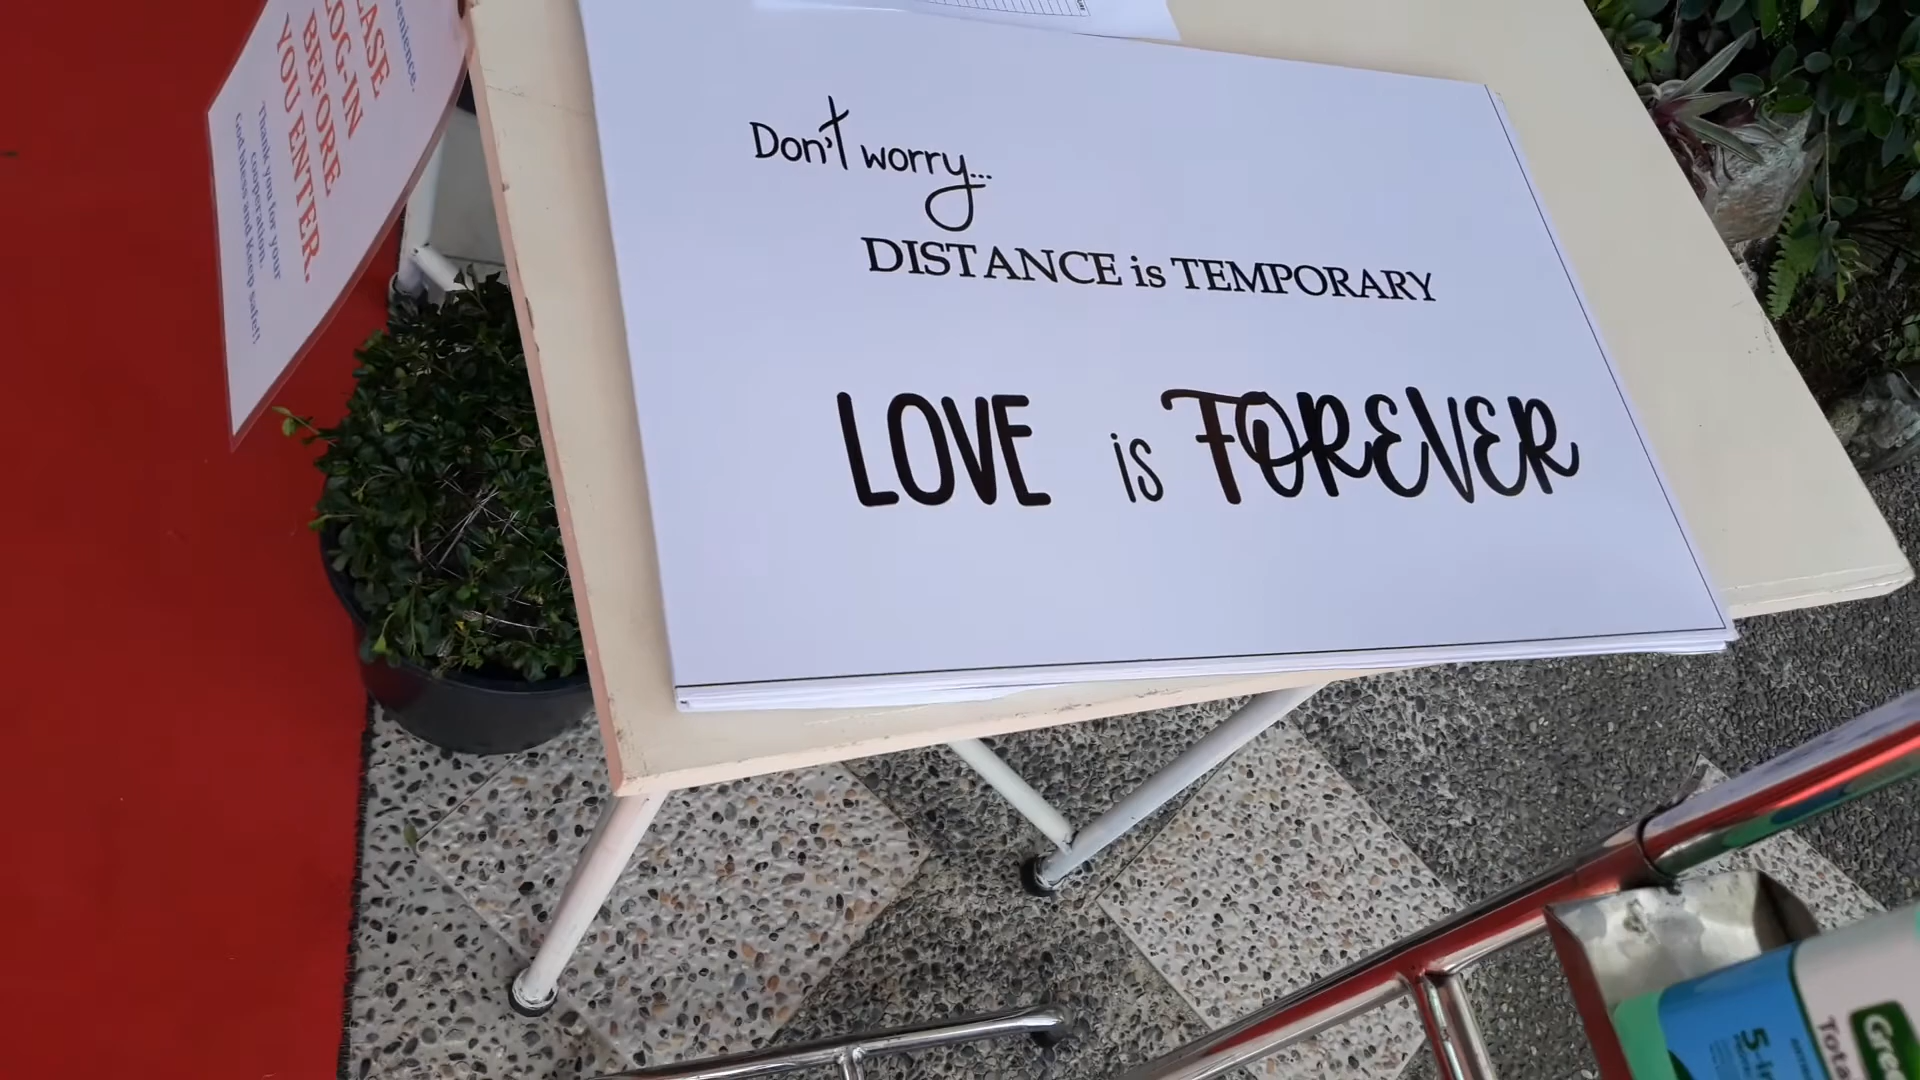 Don't worry...
DISTANCE is TEMPORARY
LOVE is FOREVER
LOG-IN
BEFORE
YOU ENTER.
Thank you for your
cooperation.
God bless and Keep safe!!